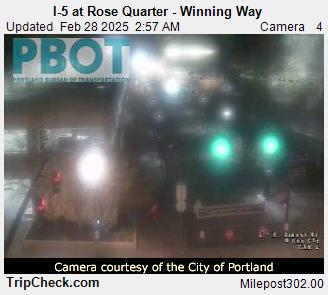 I-5 at Rose Quarter - Winning Way
Updated Feb 28 2025 2:57 AM Camera 4
PBOT
PORTLAND BUREAU OF TRANSPORTATION
Camera courtesy of the City of Portland
TripCheck.com Milepost302.00